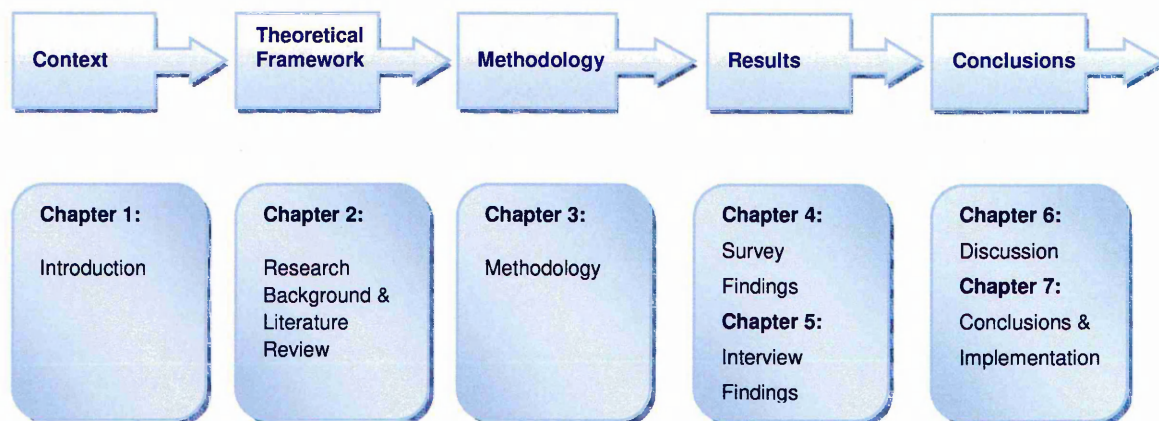 Context
Theoretical
Framework
Methodology
Results
Conclusions
Chapter 1:
Introduction
Chapter 2:
Research
Background &
Literature
Review
Chapter 3:
Methodology
Chapter 4:
Survey
Findings
Chapter 5:
Interview
Findings
Chapter 6:
Discussion
Chapter 7:
Conclusions &
Implementation